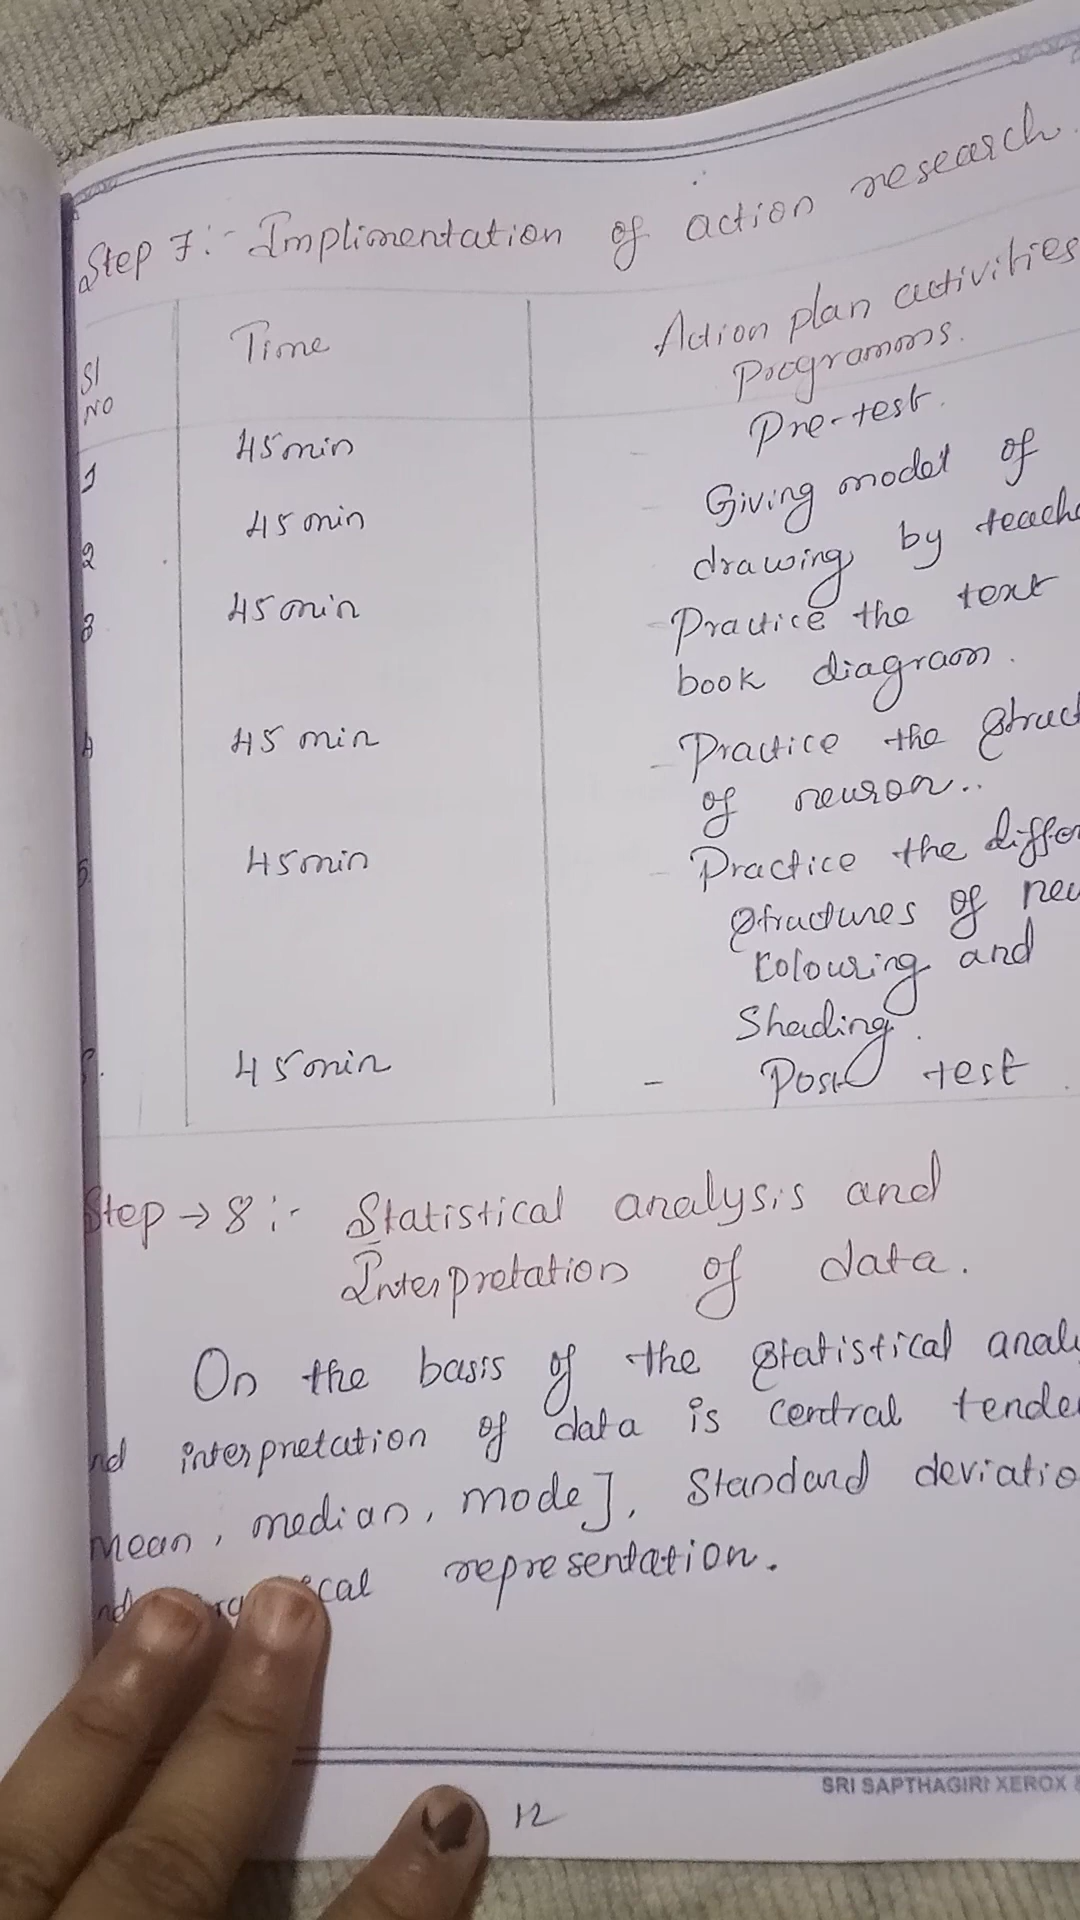 Step 7:- Implimentation of action research.
Sl No Time Action plan activities
Programms.
1 45min - Pre-test.
2 45 min - Giving model of
drawing by
3 45 min - Practice the text
book diagram.
4 45 min - Practice the
of neuron..
5. 45min - Practice the
structures of
colouring and
Shading.
45min - Post test.
Step → 8:- Statistical analysis and
Interpretation of data.
On the basis of the statistical
interpretation of data is central
mean, median, mode], Standard
representation.
SRI SAPTHAGIRI XEROX
12